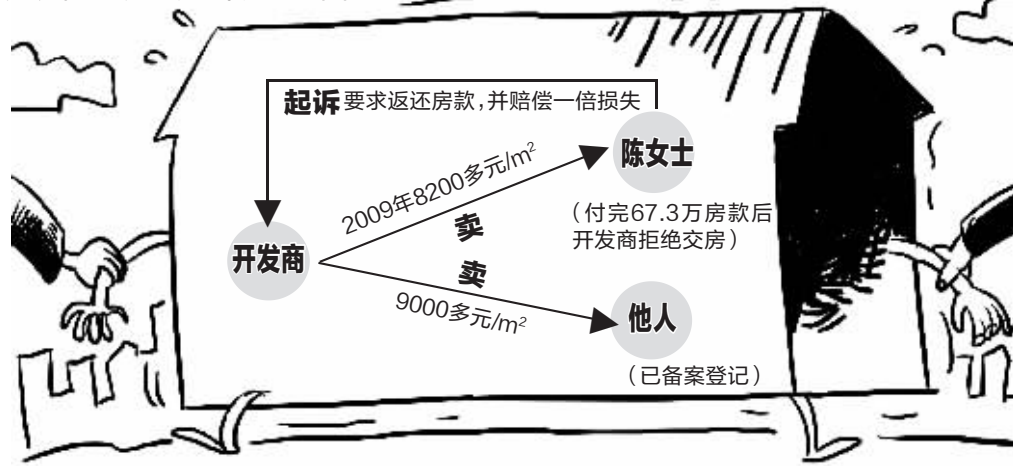 起诉要求返还房款，并赔偿一倍损失
陈女士
2009年8200多元/m²
卖
（付完67.3万房款后
开发商拒绝交房）
开发商
卖
9000多元/m²
他人
（已备案登记）